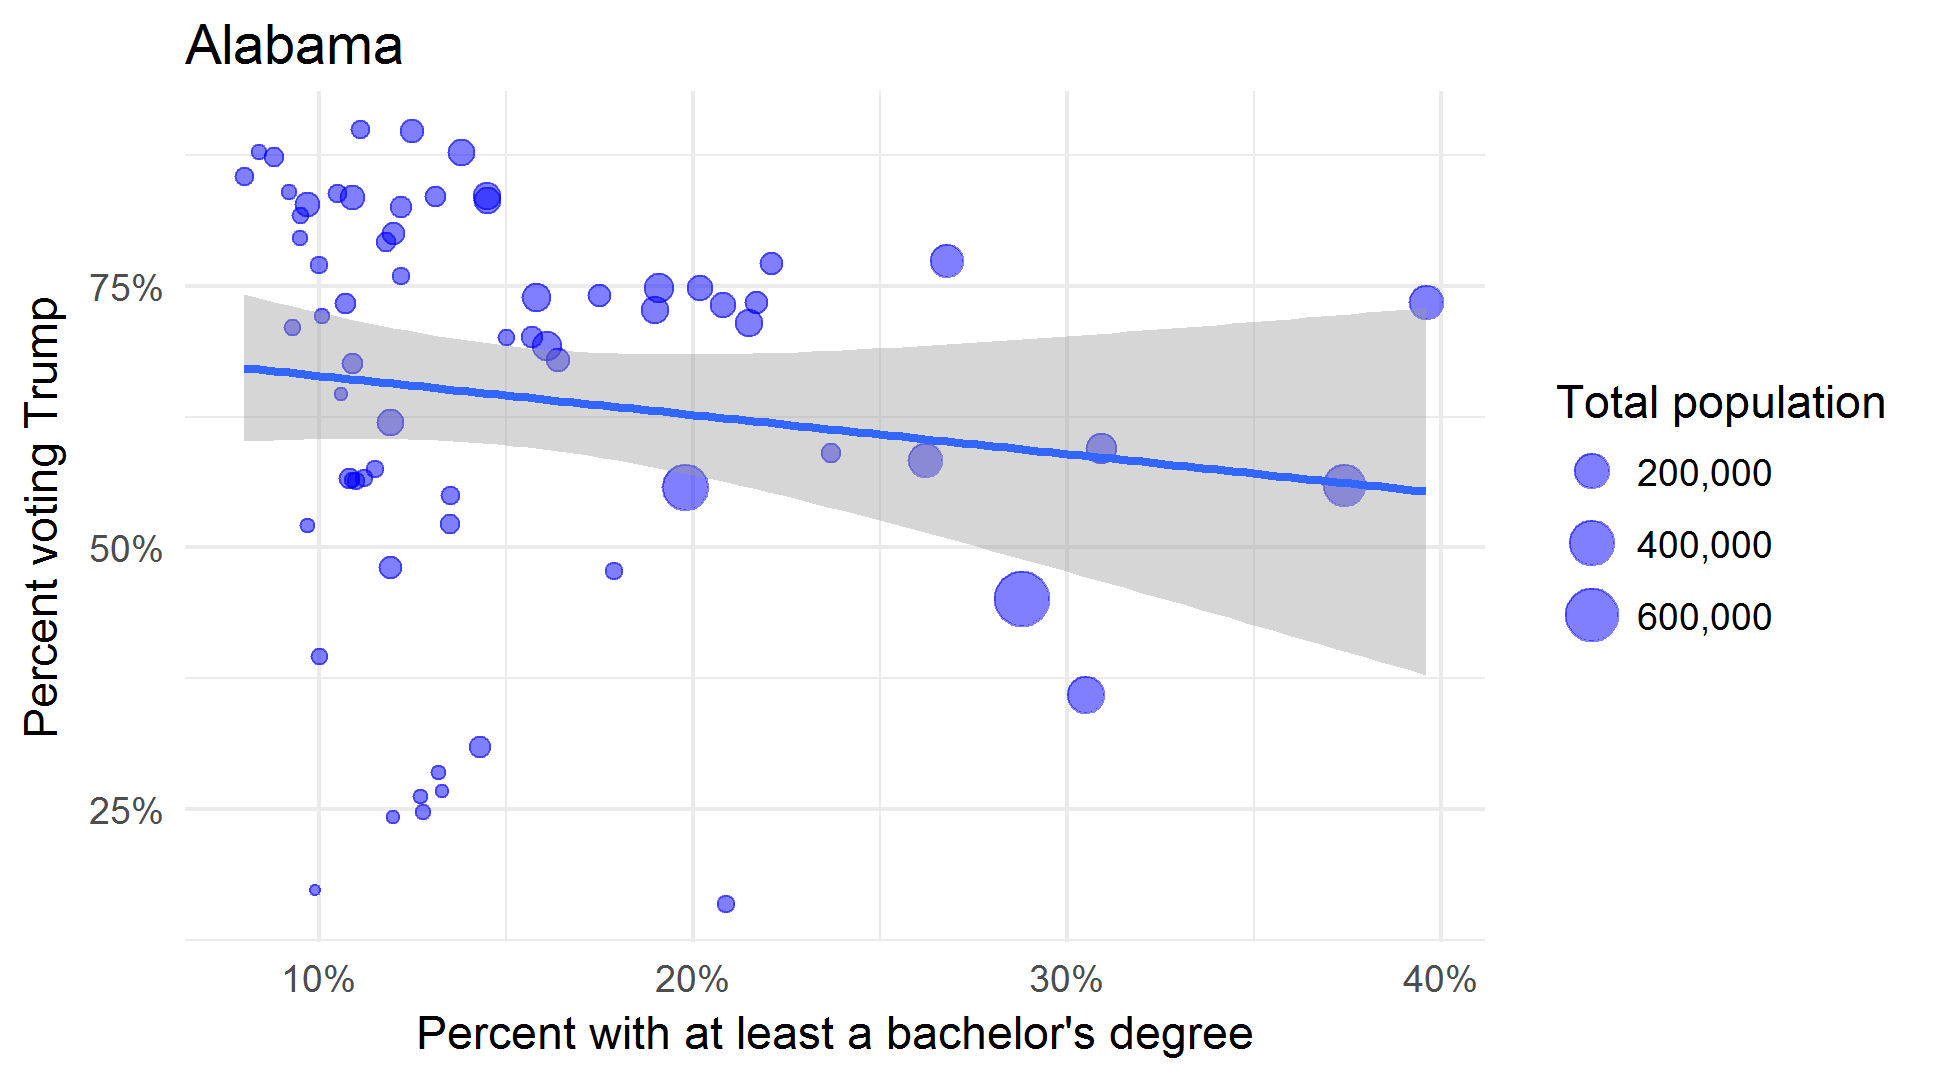 Alabama
Percent voting Trump
75%
50%
25%
10%
20%
30%
40%
Percent with at least a bachelor's degree
Total population
200,000
400,000
600,000